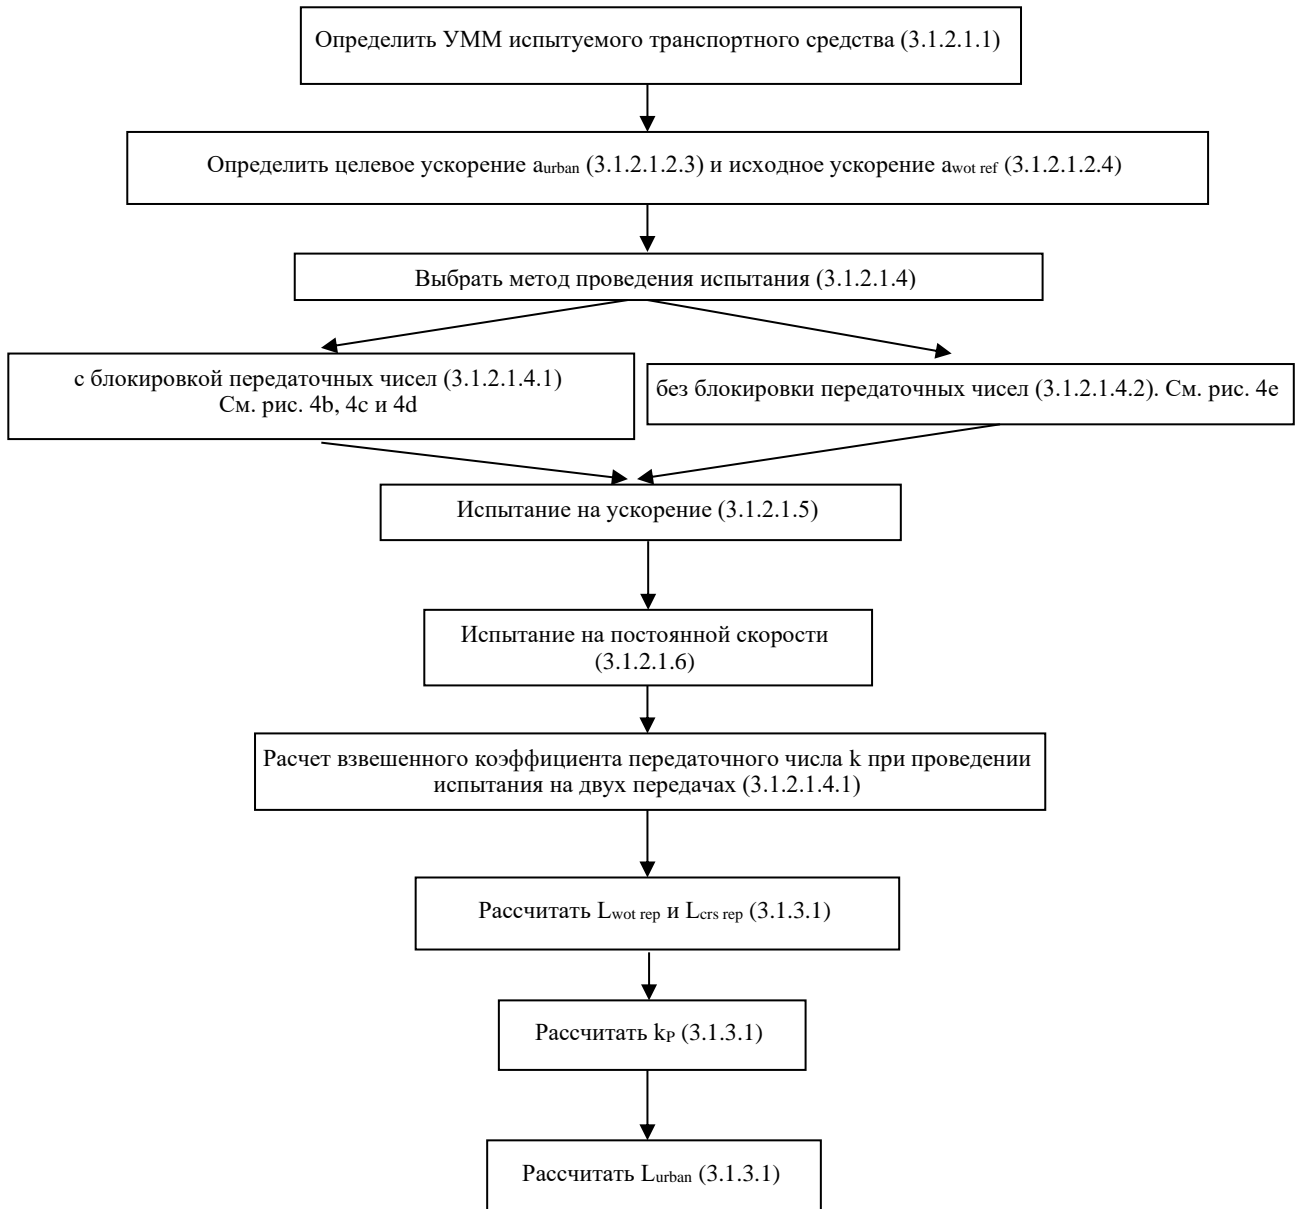 Определить УММ испытуемого транспортного средства (3.1.2.1.1)
Определить целевое ускорение aurban (3.1.2.1.2.3) и исходное ускорение awot ref (3.1.2.1.2.4)
Выбрать метод проведения испытания (3.1.2.1.4)
с блокировкой передаточных чисел (3.1.2.1.4.1)
См. рис. 4b, 4c и 4d
без блокировки передаточных чисел (3.1.2.1.4.2). См. рис. 4e
Испытание на ускорение (3.1.2.1.5)
Испытание на постоянной скорости
(3.1.2.1.6)
Расчет взвешенного коэффициента передаточного числа k при проведении
испытания на двух передачах (3.1.2.1.4.1)
Рассчитать Lwot rep и Lcrs rep (3.1.3.1)
Рассчитать kP (3.1.3.1)
Рассчитать Lurban (3.1.3.1)